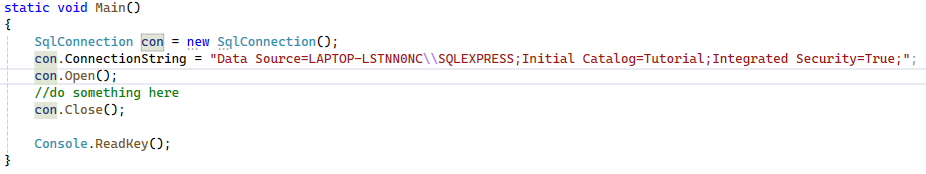 static void Main()
{
    SqlConnection con = new SqlConnection();
    con.ConnectionString = "Data Source=LAPTOP-LSTNN0NC\\SQLEXPRESS;Initial Catalog=Tutorial;Integrated Security=True;";
    con.Open();
    //do something here
    con.Close();

    Console.ReadKey();
}